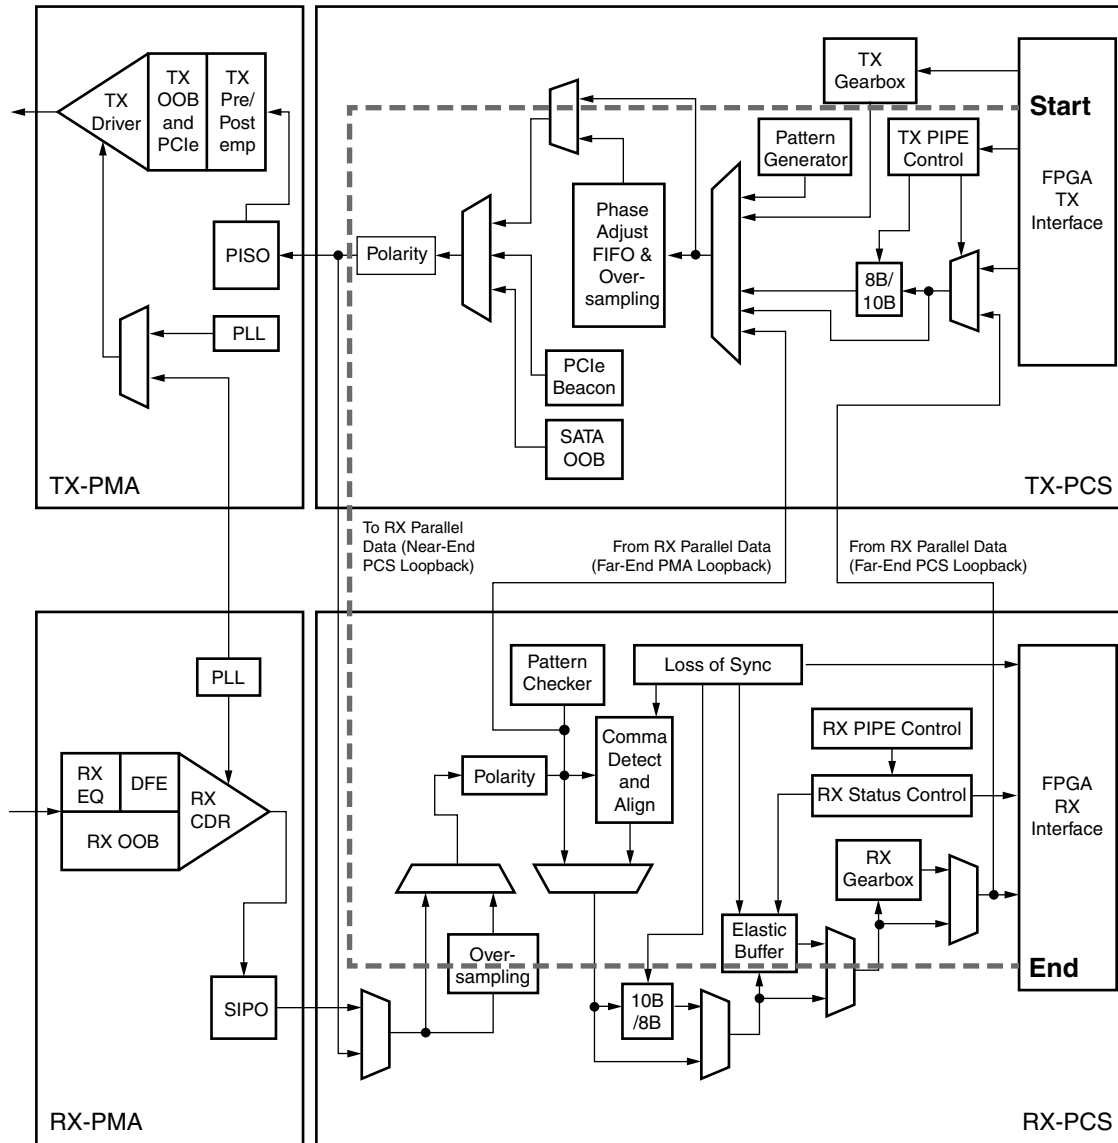 TX
Driver
TX
OOB
and
PCIe
TX
Pre/
Post
emp
PISO
PLL
TX-PMA
TX
Gearbox
Start
Pattern
Generator
TX PIPE
Control
FPGA
TX
Interface
Phase
Adjust
FIFO &
Over-
sampling
Polarity
8B/
10B
PCIe
Beacon
SATA
OOB
TX-PCS
To RX Parallel
Data (Near-End
PCS Loopback)
From RX Parallel Data
(Far-End PMA Loopback)
From RX Parallel Data
(Far-End PCS Loopback)
PLL
RX
EQ
DFE
RX
CDR
RX OOB
SIPO
RX-PMA
Pattern
Checker
Loss of Sync
Polarity
Comma
Detect
and
Align
RX PIPE Control
RX Status Control
FPGA
RX
Interface
RX
Gearbox
Over-
sampling
Elastic
Buffer
End
10B
/8B
RX-PCS